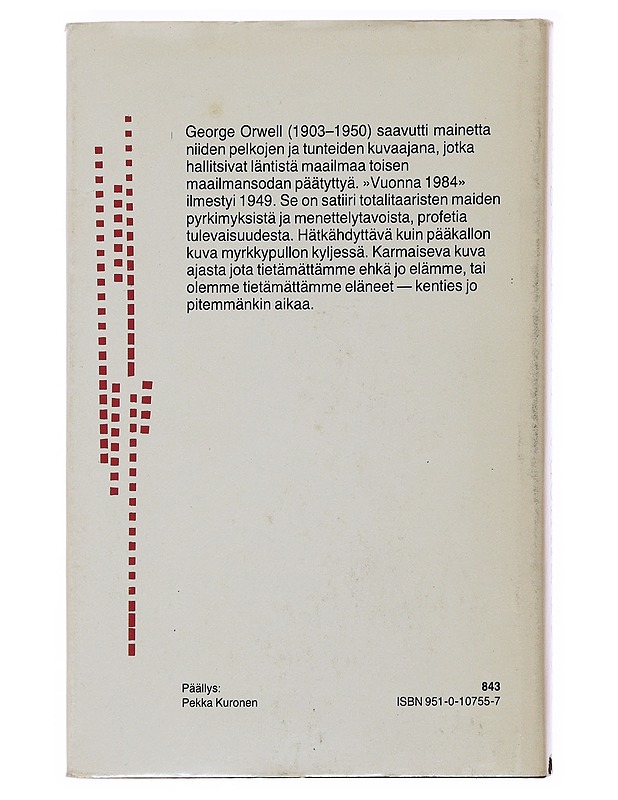 George Orwell (1903–1950) saavutti mainetta
niiden pelkojen ja tunteiden kuvaajana, jotka
hallitsivat läntistä maailmaa toisen
maailmansodan päätyttyä. »Vuonna 1984»
ilmestyi 1949. Se on satiiri totalitaaristen maiden
pyrkimyksistä ja menettelytavoista, profetia
tulevaisuudesta. Hätkähdyttävä kuin pääkallon
kuva myrkkypullon kyljessä. Karmaiseva kuva
ajasta jota tietämättämme ehkä jo elämme, tai
olemme tietämättämme eläneet — kenties jo
pitemmänkin aikaa.
Päällys:
Pekka Kuronen
843
ISBN 951-0-10755-7